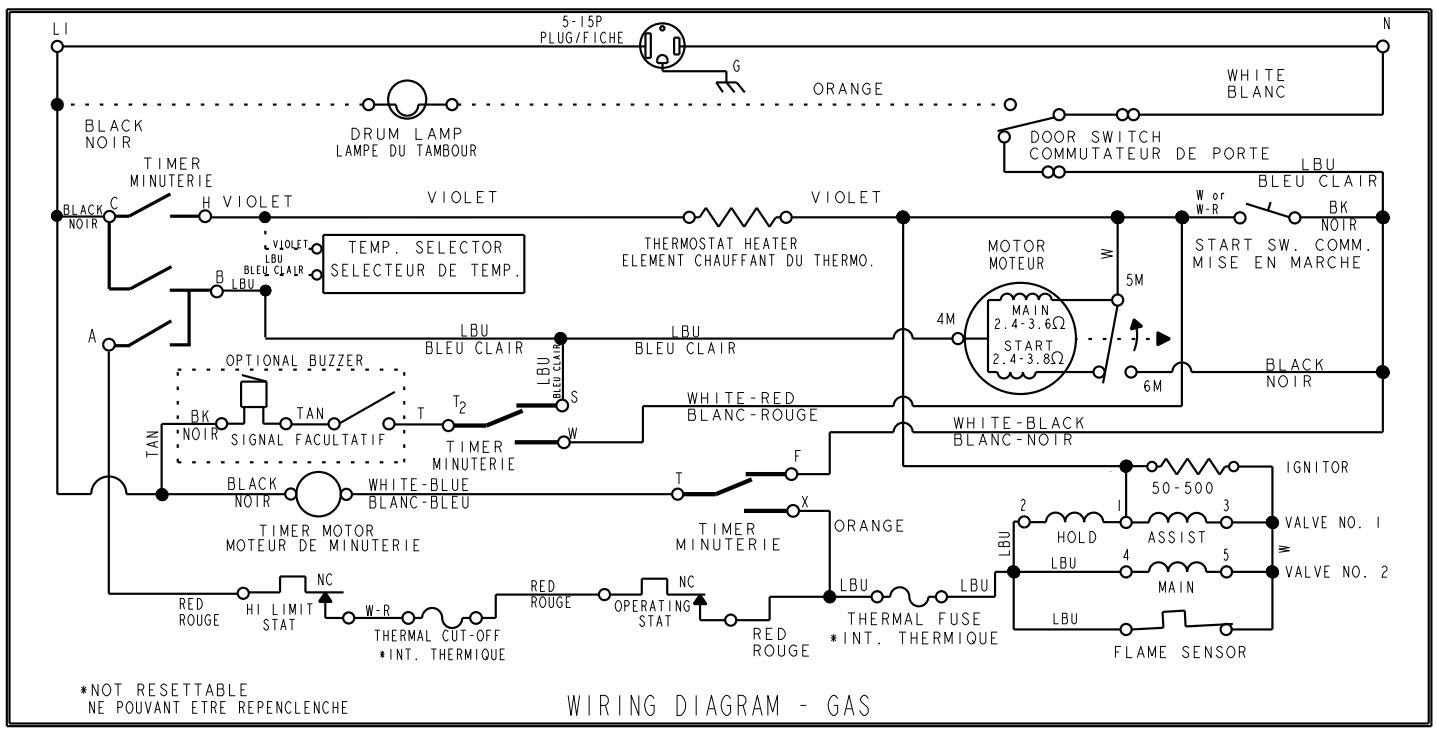 L1
5-15P
PLUG/FICHE
N
G
WHITE
BLANC
ORANGE
BLACK
NOIR
DRUM LAMP
LAMPE DU TAMBOUR
DOOR SWITCH
COMMUTATEUR DE PORTE
TIMER
MINUTERIE
LBU
BLEU CLAIR
BLACK
NOIR
C
H
VIOLET
VIOLET
VIOLET
W or
W-R
BK
NOIR
VIOLET
LBU
BLEU CLAIR
TEMP. SELECTOR
SELECTEUR DE TEMP.
THERMOSTAT HEATER
ELEMENT CHAUFFANT DU THERMO.
MOTOR
MOTEUR
W
START SW. COMM.
MISE EN MARCHE
B
LBU
5M
4M
MAIN
2.4-3.6Ω
START
2.4-3.8Ω
6M
A
LBU
BLEU CLAIR
LBU
BLEU CLAIR
LBU
BLEU CLAIR
BLACK
NOIR
OPTIONAL BUZZER
BK
NOIR
TAN
SIGNAL FACULTATIF
TAN
T
T2
S
W
TIMER
MINUTERIE
WHITE-RED
BLANC-ROUGE
WHITE-BLACK
BLANC-NOIR
F
T
X
TIMER
MINUTERIE
BLACK
NOIR
WHITE-BLUE
BLANC-BLEU
TIMER MOTOR
MOTEUR DE MINUTERIE
ORANGE
IGNITOR
50-500
2
1
3
HOLD
ASSIST
VALVE NO. 1
LBU
W
LBU
4
5
MAIN
VALVE NO. 2
LBU
FLAME SENSOR
RED
ROUGE
NC
HI LIMIT
STAT
W-R
THERMAL CUT-OFF
*INT. THERMIQUE
RED
ROUGE
NC
OPERATING
STAT
RED
ROUGE
LBU
LBU
THERMAL FUSE
*INT. THERMIQUE
*NOT RESETTABLE
NE POUVANT ETRE REPENCLENCHE
WIRING DIAGRAM - GAS